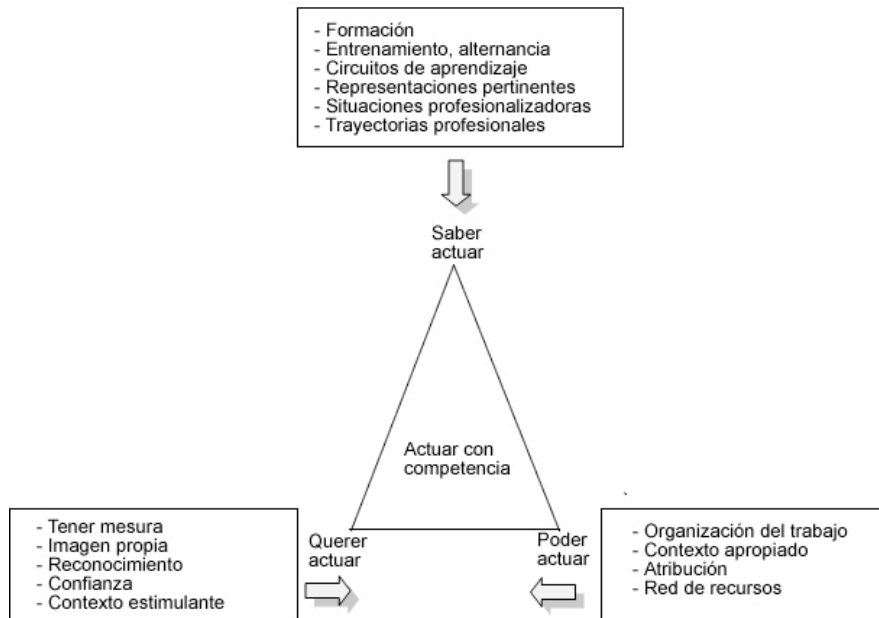 - Formación
- Entrenamiento, alternancia
- Circuitos de aprendizaje
- Representaciones pertinentes
- Situaciones profesionalizadoras
- Trayectorias profesionales
Saber
actuar
Actuar con
competencia
- Tener mesura
- Imagen propia
- Reconocimiento
- Confianza
- Contexto estimulante
Querer
actuar
Poder
actuar
- Organización del trabajo
- Contexto apropiado
- Atribución
- Red de recursos